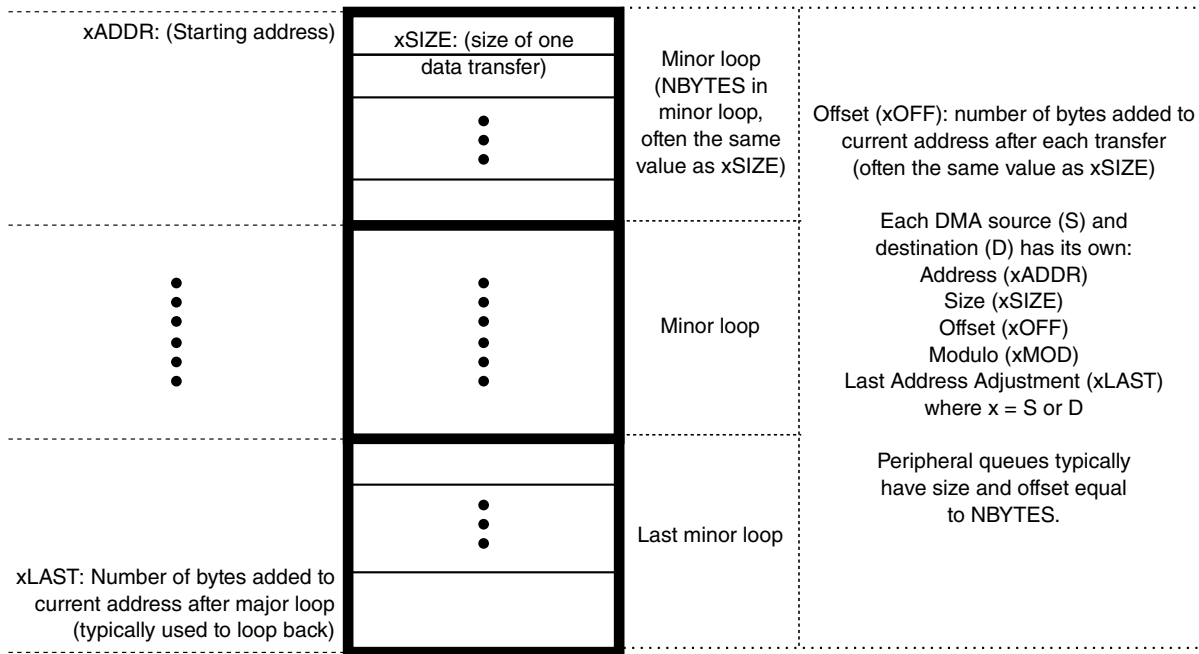 xADDR: (Starting address)
xSIZE: (size of one
data transfer)
Minor loop
(NBYTES in
minor loop,
often the same
value as xSIZE)
Offset (xOFF): number of bytes added to
current address after each transfer
(often the same value as xSIZE)
Each DMA source (S) and
destination (D) has its own:
Address (xADDR)
Size (xSIZE)
Offset (xOFF)
Modulo (xMOD)
Last Address Adjustment (xLAST)
where x = S or D
Peripheral queues typically
have size and offset equal
to NBYTES.
Minor loop
Last minor loop
xLAST: Number of bytes added to
current address after major loop
(typically used to loop back)